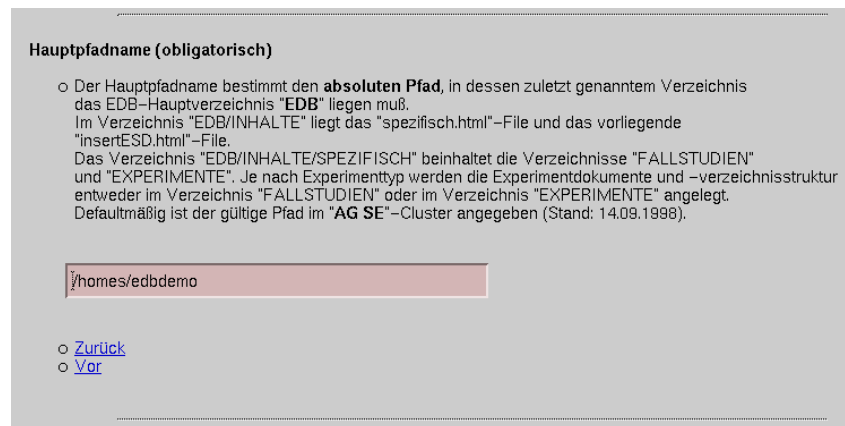 Hauptpfadname (obligatorisch)
o Der Hauptpfadname bestimmt den absoluten Pfad, in dessen zuletzt genanntem Verzeichnis
das EDB–Hauptverzeichnis "EDB" liegen muß.
Im Verzeichnis "EDB/INHALTE" liegt das "spezifisch.html"–File und das vorliegende
"insertESD.html"–File.
Das Verzeichnis "EDB/INHALTE/SPEZIFISCH" beinhaltet die Verzeichnisse "FALLSTUDIEN"
und "EXPERIMENTE". Je nach Experimenttyp werden die Experimentdokumente und –verzeichnisstruktur
entweder im Verzeichnis "FALLSTUDIEN" oder im Verzeichnis "EXPERIMENTE" angelegt.
Defaultmäßig ist der gültige Pfad im "AG SE"–Cluster angegeben (Stand: 14.09.1998).
/homes/edbdemo
o Zurück
o Vor